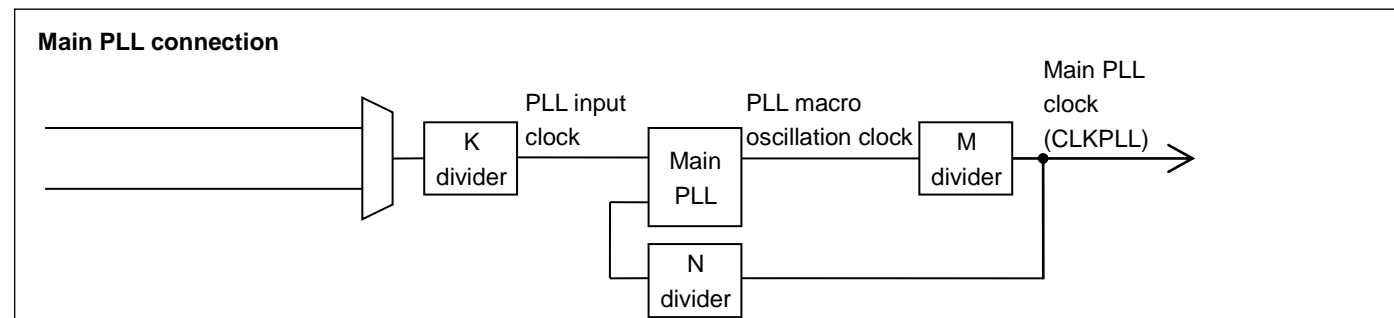 Main PLL connection
Main PLL
clock
(CLKPLL)
PLL input
clock
PLL macro
oscillation clock
K
divider
Main
PLL
M
divider
N
divider